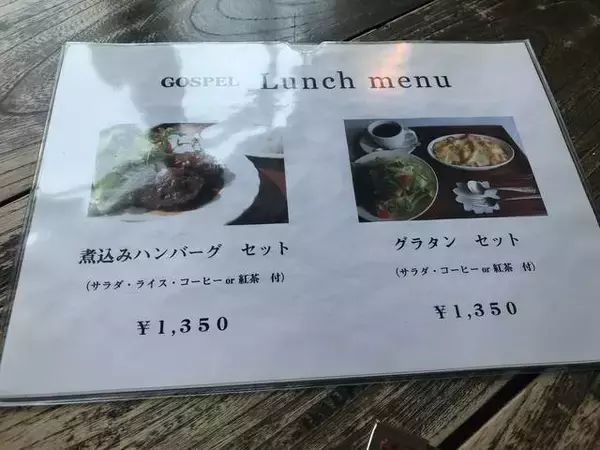 GOSPEL Lunch menu
煮込みハンバーグ セット
(サラダ・ライス・コーヒー or 紅茶 付)
¥1,350
グラタン セット
(サラダ・コーヒー or 紅茶 付)
¥1,350